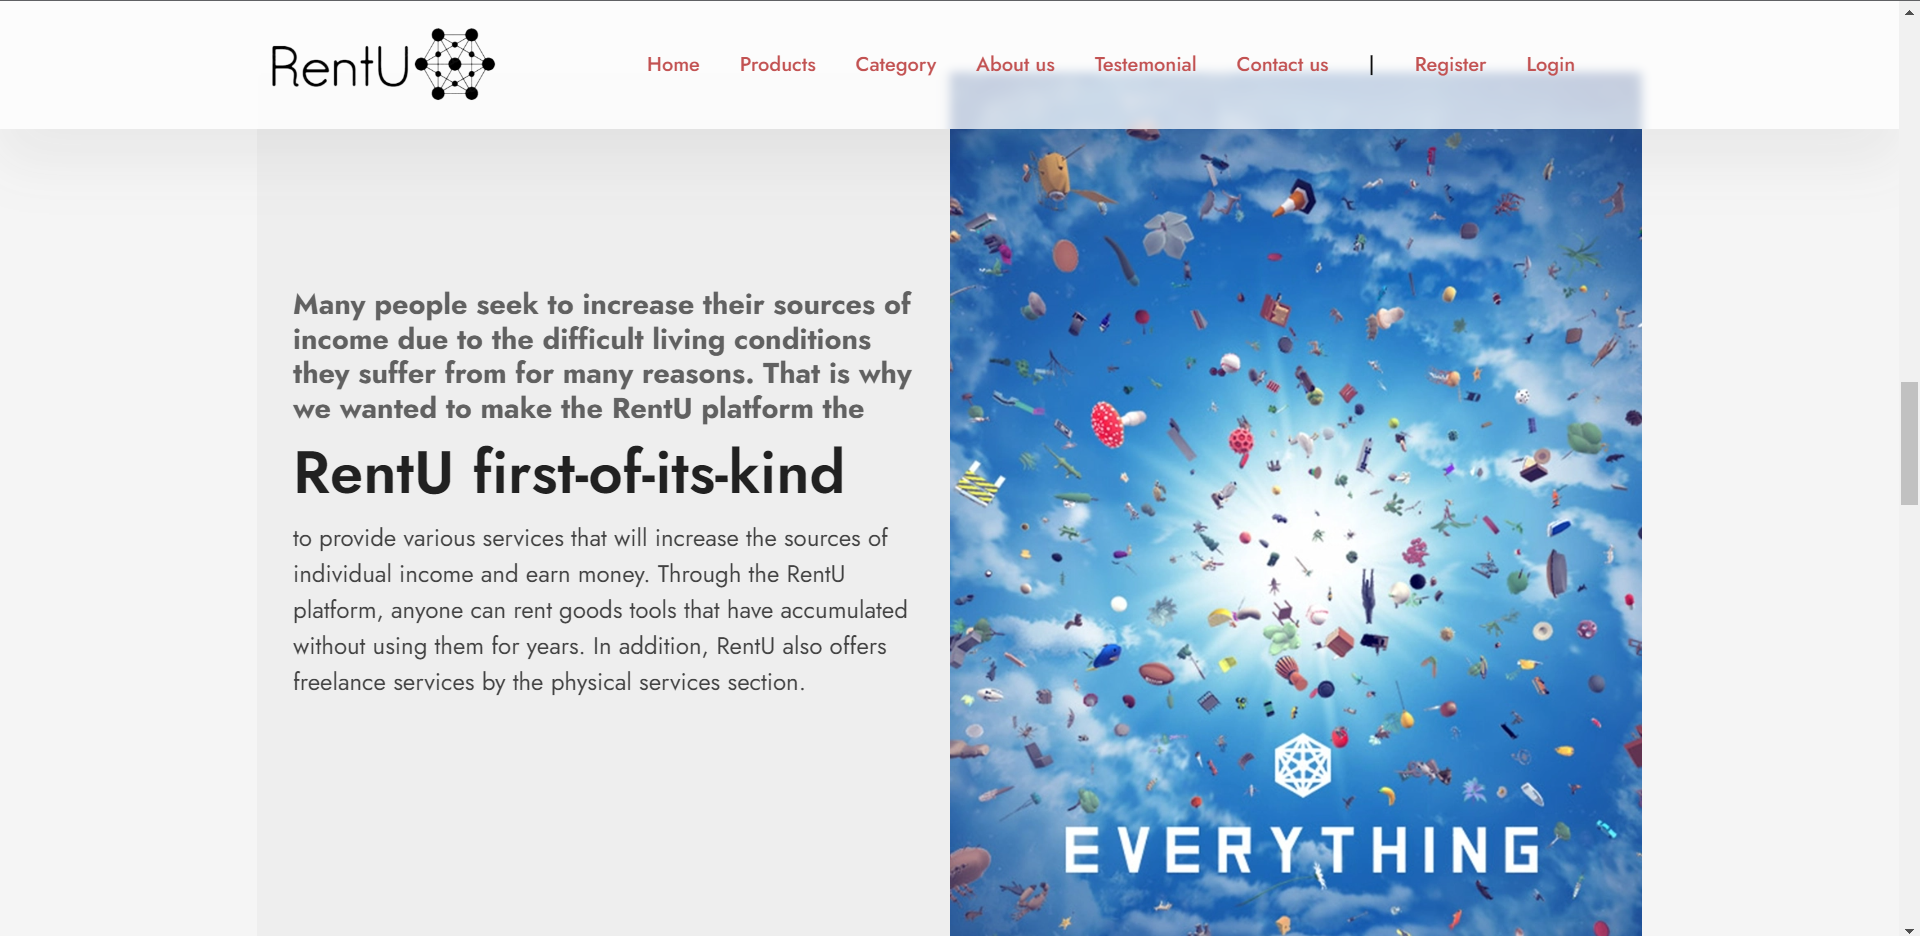 RentU
Home Products Category About us Testemonial Contact us | Register Login
Many people seek to increase their sources of
income due to the difficult living conditions
they suffer from for many reasons. That is why
we wanted to make the RentU platform the
RentU first-of-its-kind
to provide various services that will increase the sources of
individual income and earn money. Through the RentU
platform, anyone can rent goods tools that have accumulated
without using them for years. In addition, RentU also offers
freelance services by the physical services section.
EVERYTHING